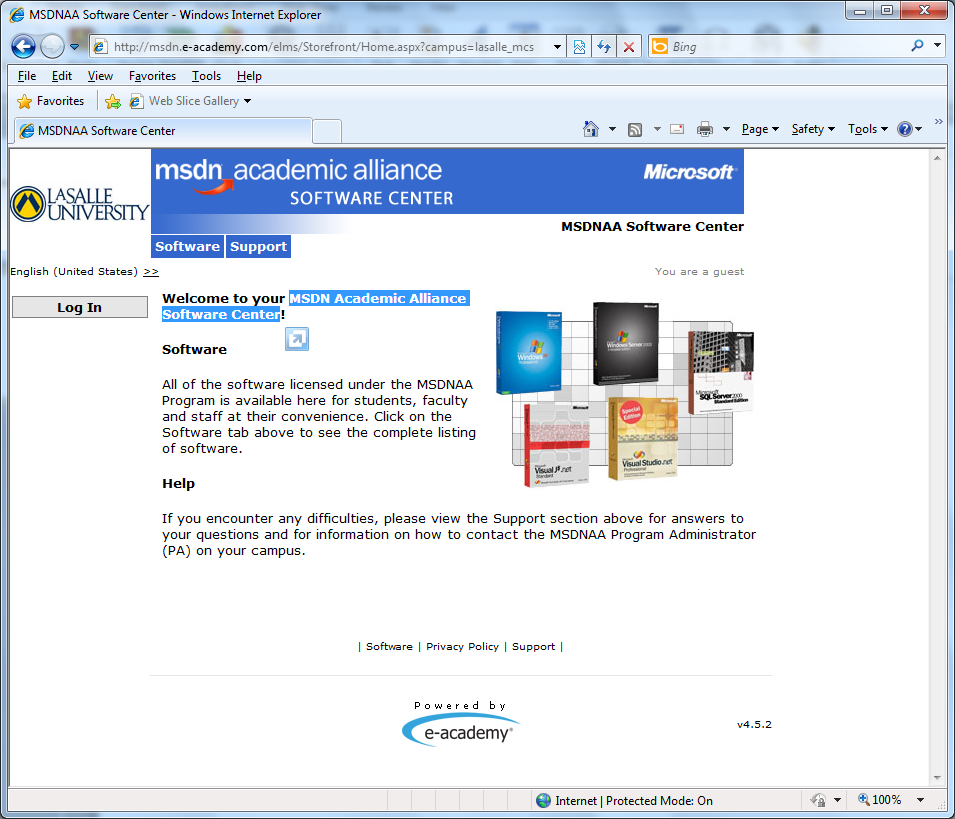 MSDNAA Software Center - Windows Internet Explorer
http://msdn.e-academy.com/elms/Storefront/Home.aspx?campus=lasalle_mcs
Bing
File Edit View Favorites Tools Help
Favorites Web Slice Gallery
MSDNAA Software Center
Page Safety Tools
LASALLE
UNIVERSITY
msdn academic alliance
SOFTWARE CENTER
Microsoft
MSDNAA Software Center
Software Support
English (United States) >>
You are a guest
Log In
Welcome to your MSDN Academic Alliance
Software Center!
Software
All of the software licensed under the MSDNAA
Program is available here for students, faculty
and staff at their convenience. Click on the
Software tab above to see the complete listing
of software.
Windows
Windows Server 2003
Microsoft
SQL Server 2000
Standard Edition
Visual J#.net
Standard
Special
Edition
Visual Studio.net
Professional
Help
If you encounter any difficulties, please view the Support section above for answers to
your questions and for information on how to contact the MSDNAA Program Administrator
(PA) on your campus.
| Software | Privacy Policy | Support |
Powered by
e-academy
v4.5.2
Internet | Protected Mode: On
100%